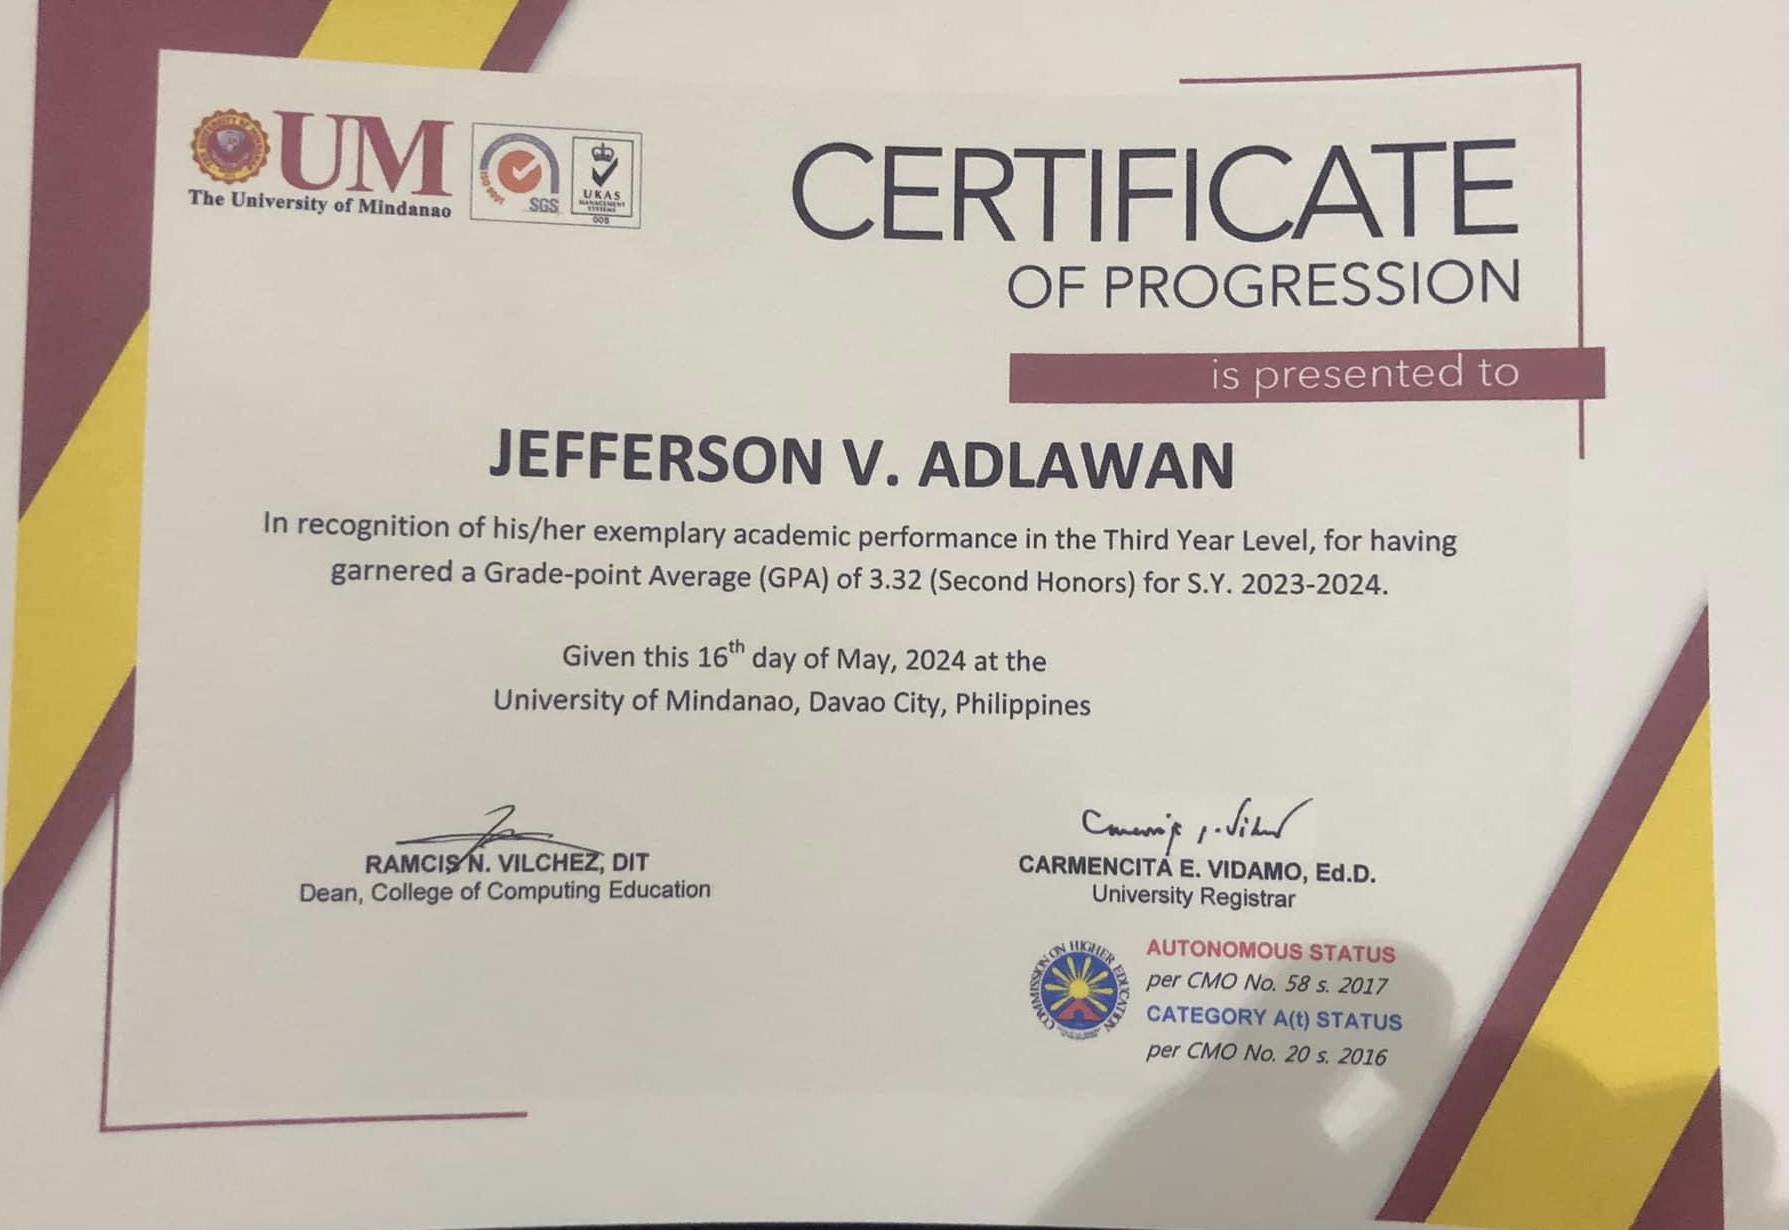 UM
The University of Mindanao
ISO 9001
SGS
UKAS
MANAGEMENT
SYSTEMS
005
CERTIFICATE
OF PROGRESSION
is presented to
JEFFERSON V. ADLAWAN
In recognition of his/her exemplary academic performance in the Third Year Level, for having
garnered a Grade-point Average (GPA) of 3.32 (Second Honors) for S.Y. 2023-2024.
Given this 16th day of May, 2024 at the
University of Mindanao, Davao City, Philippines
RAMCIS N. VILCHEZ, DIT
Dean, College of Computing Education
CARMENCITA E. VIDAMO, Ed.D.
University Registrar
COMMISSION ON HIGHER EDUCATION
AUTONOMOUS STATUS
per CMO No. 58 s. 2017
CATEGORY A(t) STATUS
per CMO No. 20 s. 2016